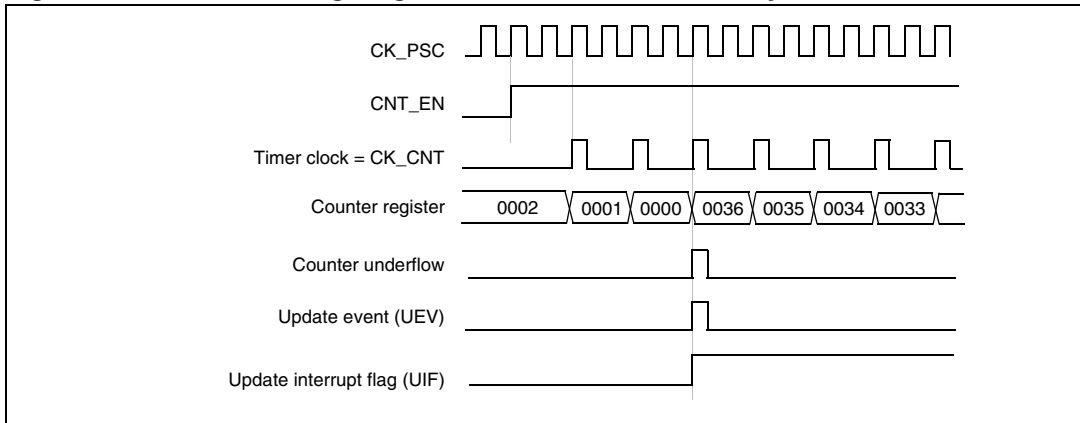 CK_PSC
CNT_EN
Timer clock = CK_CNT
Counter register 0002 0001 0000 0036 0035 0034 0033
Counter underflow
Update event (UEV)
Update interrupt flag (UIF)